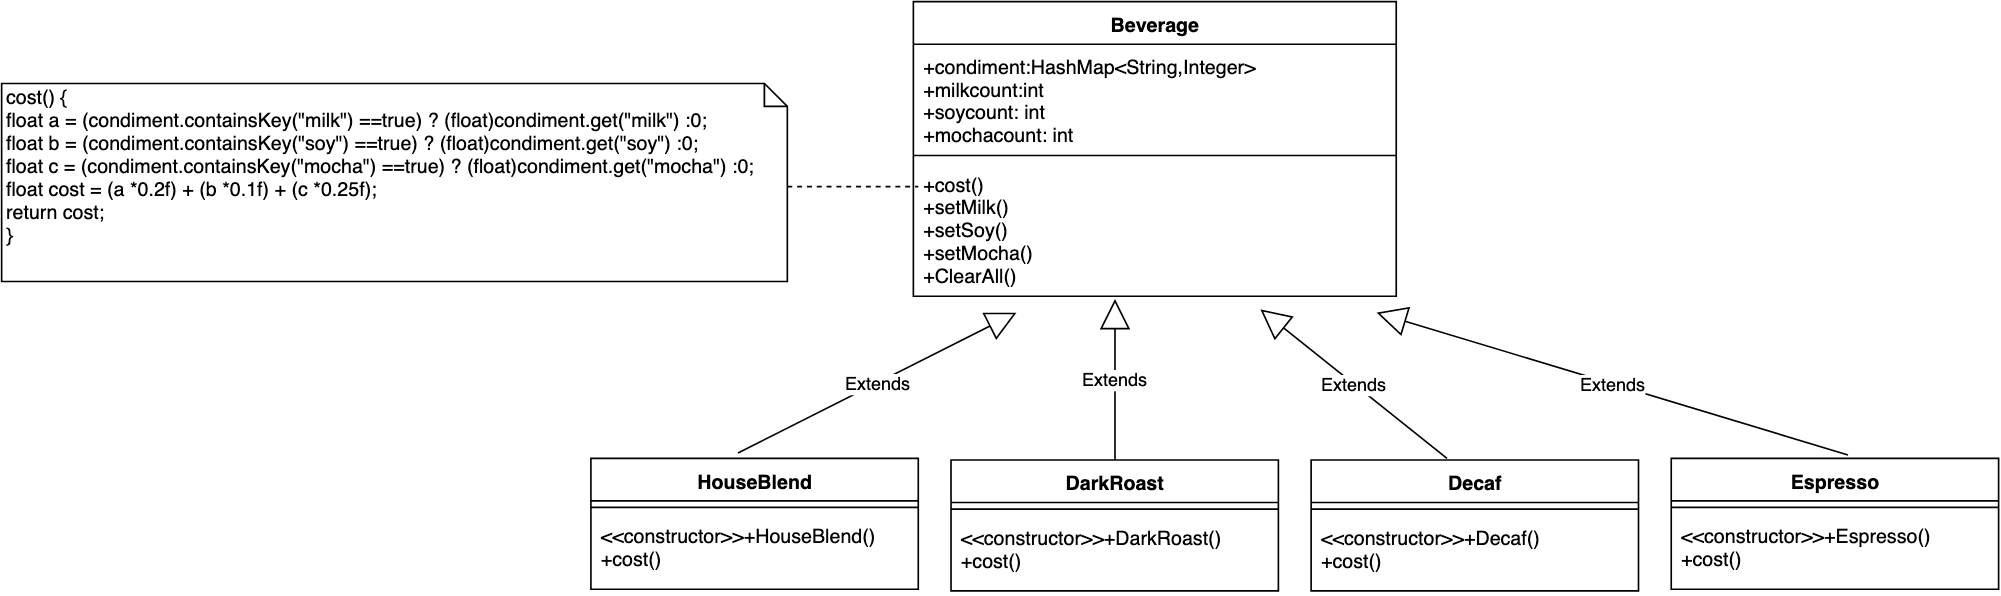 Beverage
+condiment:HashMap<String,Integer>
+milkcount:int
+soycount: int
+mochacount: int
+cost()
+setMilk()
+setSoy()
+setMocha()
+ClearAll()
cost() {
float a = (condiment.containsKey("milk") ==true) ? (float)condiment.get("milk") :0;
float b = (condiment.containsKey("soy") ==true) ? (float)condiment.get("soy") :0;
float c = (condiment.containsKey("mocha") ==true) ? (float)condiment.get("mocha") :0;
float cost = (a *0.2f) + (b *0.1f) + (c *0.25f);
return cost;
}
Extends
Extends
Extends
Extends
HouseBlend
<<constructor>>+HouseBlend()
+cost()
DarkRoast
<<constructor>>+DarkRoast()
+cost()
Decaf
<<constructor>>+Decaf()
+cost()
Espresso
<<constructor>>+Espresso()
+cost()